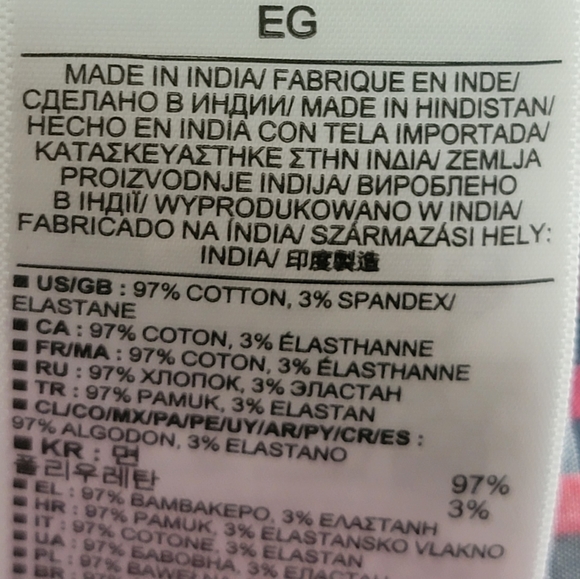 EG
MADE IN INDIA/ FABRIQUE EN INDE/
СДЕЛАНО В ИНДИИ/ MADE IN HINDISTAN/
HECHO EN INDIA CON TELA IMPORTADA/
ΚΑΤΑΣΚΕΥΑΣΤΗΚΕ ΣΤΗΝ ΙΝΔΙΑ/ ZEMLJA
PROIZVODNJE INDIJA/ ВИРОБЛЕНО
В ІНДІЇ/ WYPRODUKOWANO W INDIA/
FABRICADO NA ÍNDIA/ SZÁRMAZÁSI HELY:
INDIA/ 印度製造
■ US/GB : 97% COTTON, 3% SPANDEX/
ELASTANE
■ CA : 97% COTON, 3% ÉLASTHANNE
■ FR/MA : 97% COTON, 3% ÉLASTHANNE
■ RU : 97% ХЛОПОК, 3% ЭЛАСТАН
■ TR : 97% PAMUK, 3% ELASTAN
■ CL/CO/MX/PA/PE/UY/AR/PY/CR/ES :
97% ALGODON, 3% ELASTANO
■ KR : 면 97%
폴리우레탄 3%
■ EL : 97% ΒΑΜΒΑΚΕΡΟ, 3% ΕΛΑΣΤΑΝΗ
■ HR : 97% PAMUK, 3% ELASTANSKO VLAKNO
■ IT : 97% COTONE, 3% ELASTAN
■ UA : 97% БАВОВНА, 3% ЕЛАСТАН
■ PL : 97% BAWEŁNA
■ BR : 97%